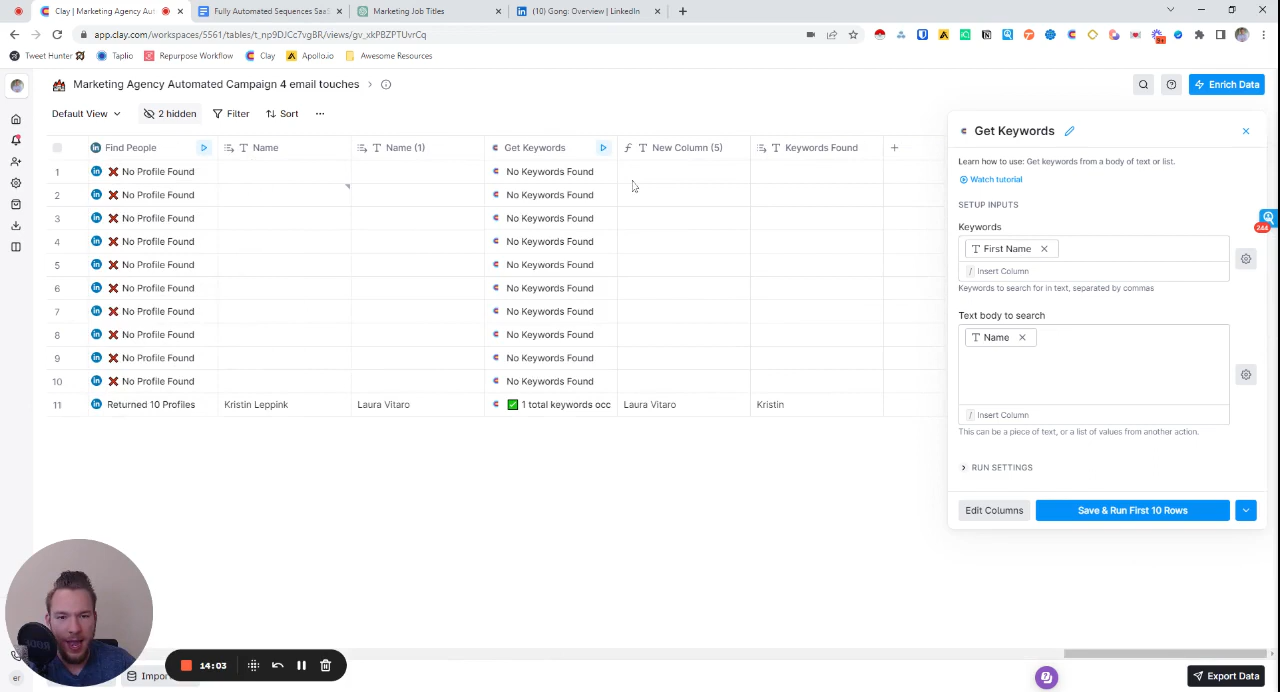 Clay | Marketing Agency Autom
Fully Automated Sequences SaaS
Marketing Job Titles
(10) Gong: Overview | LinkedIn
app.clay.com/workspaces/5561/tables/t_np9DJCc7vgBR/views/gv_xkPBZPTUvrCq
Tweet Hunter
Taplio
Repurpose Workflow
Clay
Apollo.io
Awesome Resources
Marketing Agency Automated Campaign 4 email touches
Enrich Data
Default View
2 hidden
Filter
Sort
Find People
Name
Name (1)
Get Keywords
New Column (5)
Keywords Found
1 No Profile Found No Keywords Found
2 No Profile Found No Keywords Found
3 No Profile Found No Keywords Found
4 No Profile Found No Keywords Found
5 No Profile Found No Keywords Found
6 No Profile Found No Keywords Found
7 No Profile Found No Keywords Found
8 No Profile Found No Keywords Found
9 No Profile Found No Keywords Found
10 No Profile Found No Keywords Found
11 Returned 10 Profiles Kristin Leppink Laura Vitaro 1 total keywords occ Laura Vitaro Kristin
Get Keywords
Learn how to use: Get keywords from a body of text or list.
Watch tutorial
SETUP INPUTS
Keywords
First Name
/ Insert Column
Keywords to search for in text, separated by commas
Text body to search
Name
/ Insert Column
This can be a piece of text, or a list of values from another action.
RUN SETTINGS
Edit Columns
Save & Run First 10 Rows
244
14:03
er
Impor
Export Data